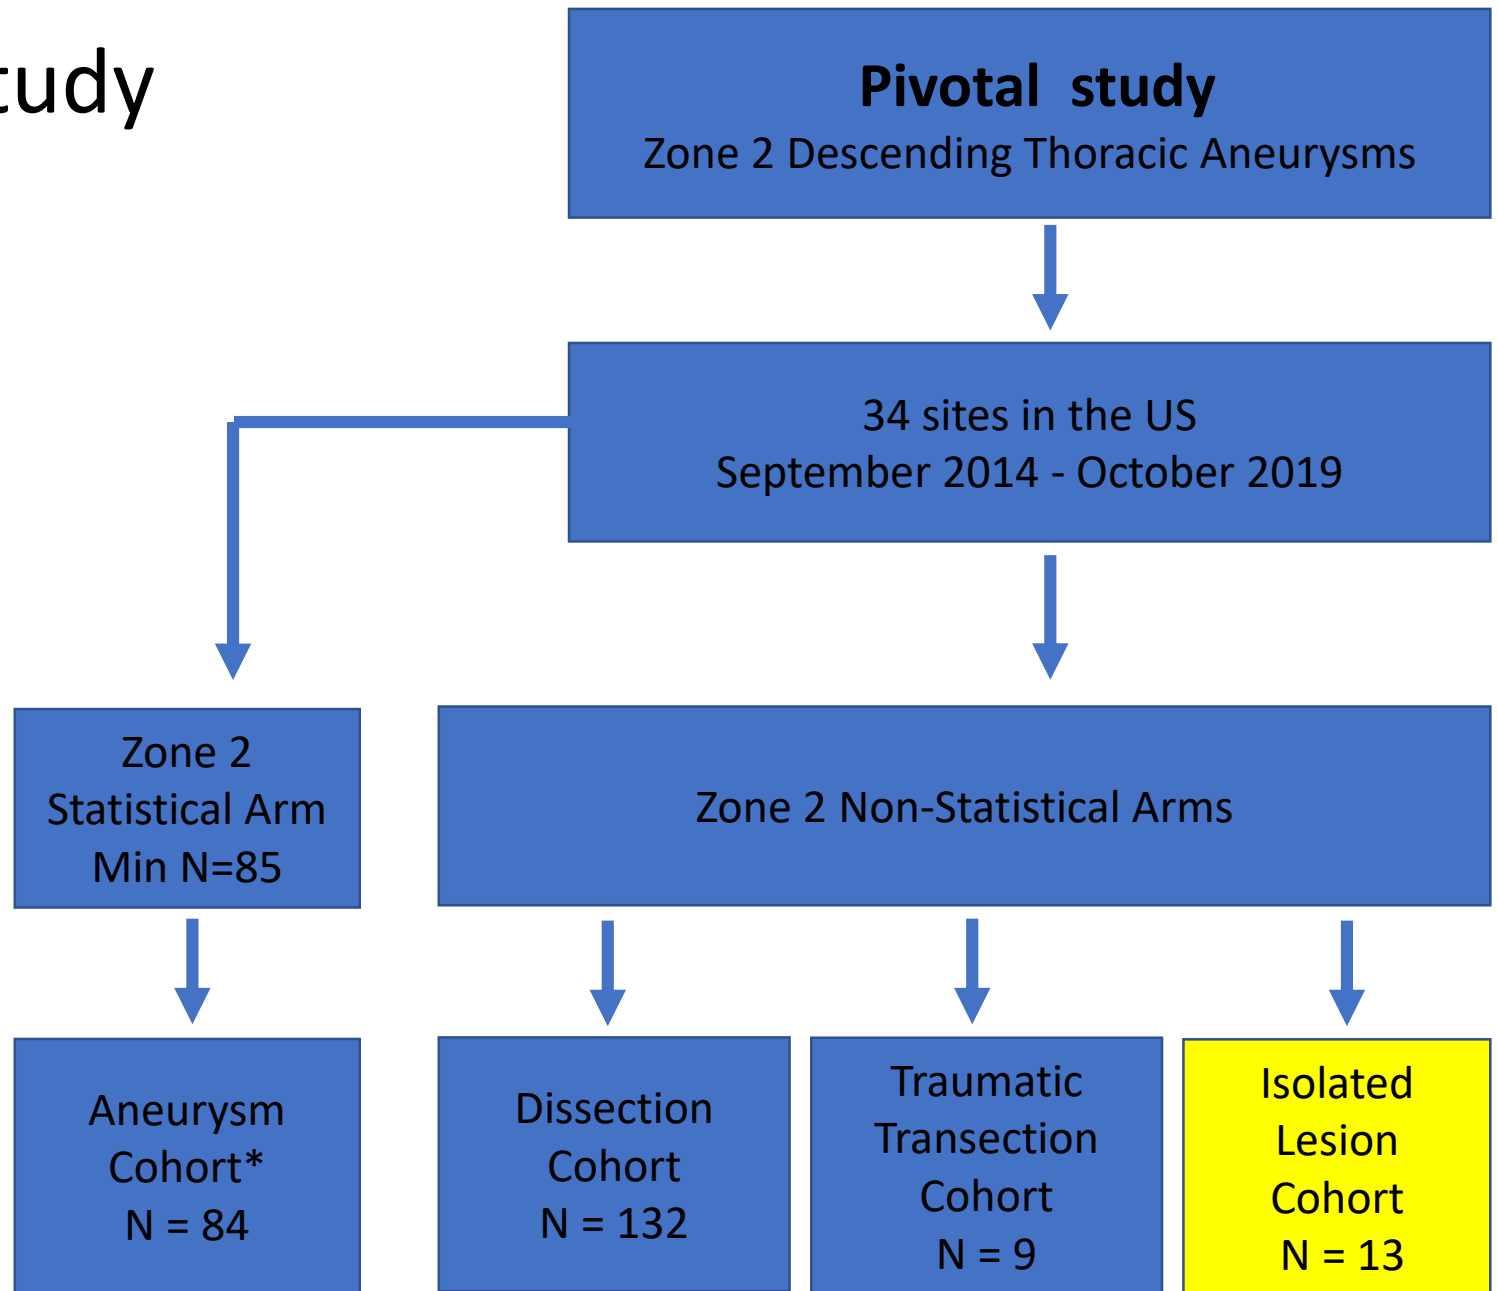 tudy
Pivotal study
Zone 2 Descending Thoracic Aneurysms
34 sites in the US
September 2014 - October 2019
Zone 2
Statistical Arm
Min N=85
Zone 2 Non-Statistical Arms
Aneurysm
Cohort*
N = 84
Dissection
Cohort
N = 132
Traumatic
Transection
Cohort
N = 9
Isolated
Lesion
Cohort
N = 13